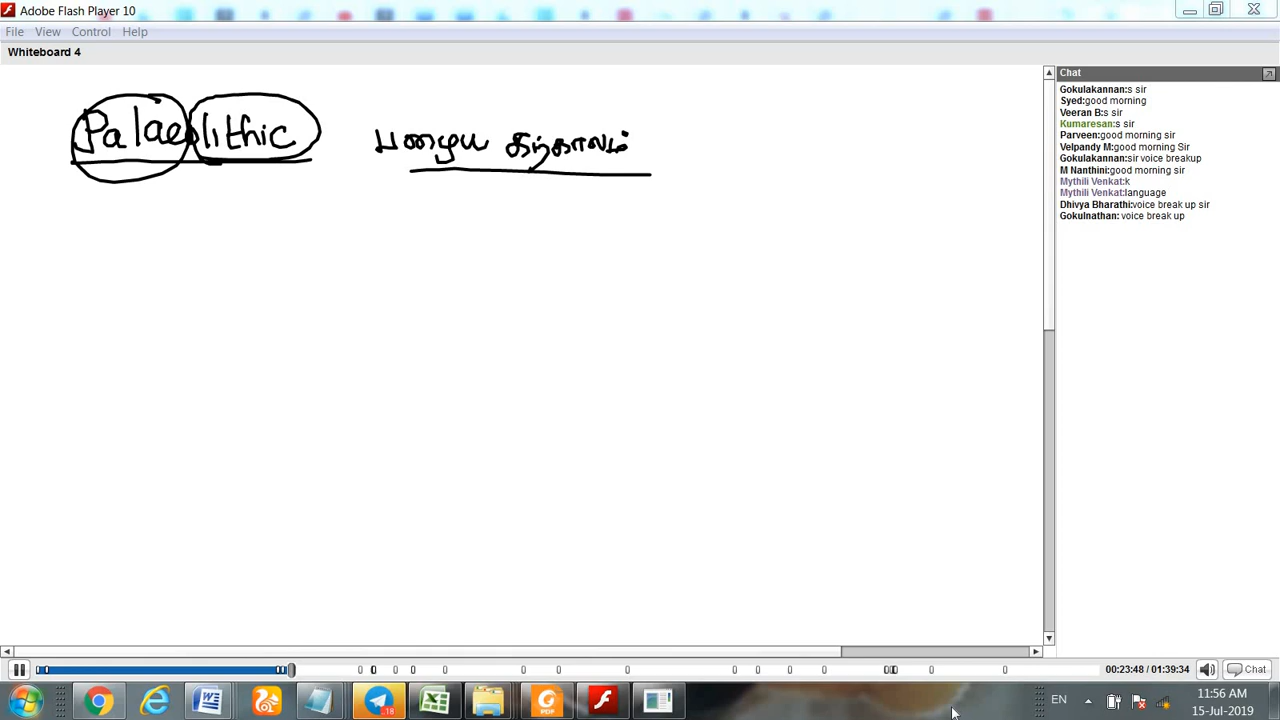 Adobe Flash Player 10
File View Control Help
Whiteboard 4
Palaeolithic பழைய கற்காலம்
Chat
Gokulakannan:s sir
Syed:good morning
Veeran B:s sir
Kumaresan:s sir
Parveen:good morning sir
Velpandy M:good morning Sir
Gokulakannan:sir voice breakup
M Nanthini:good morning sir
Mythili Venkat:k
Mythili Venkat:language
Dhivya Bharathi:voice break up sir
Gokulnathan: voice break up
00:23:48 / 01:39:34 Chat
18 PDF EN 11:56 AM
15-Jul-2019